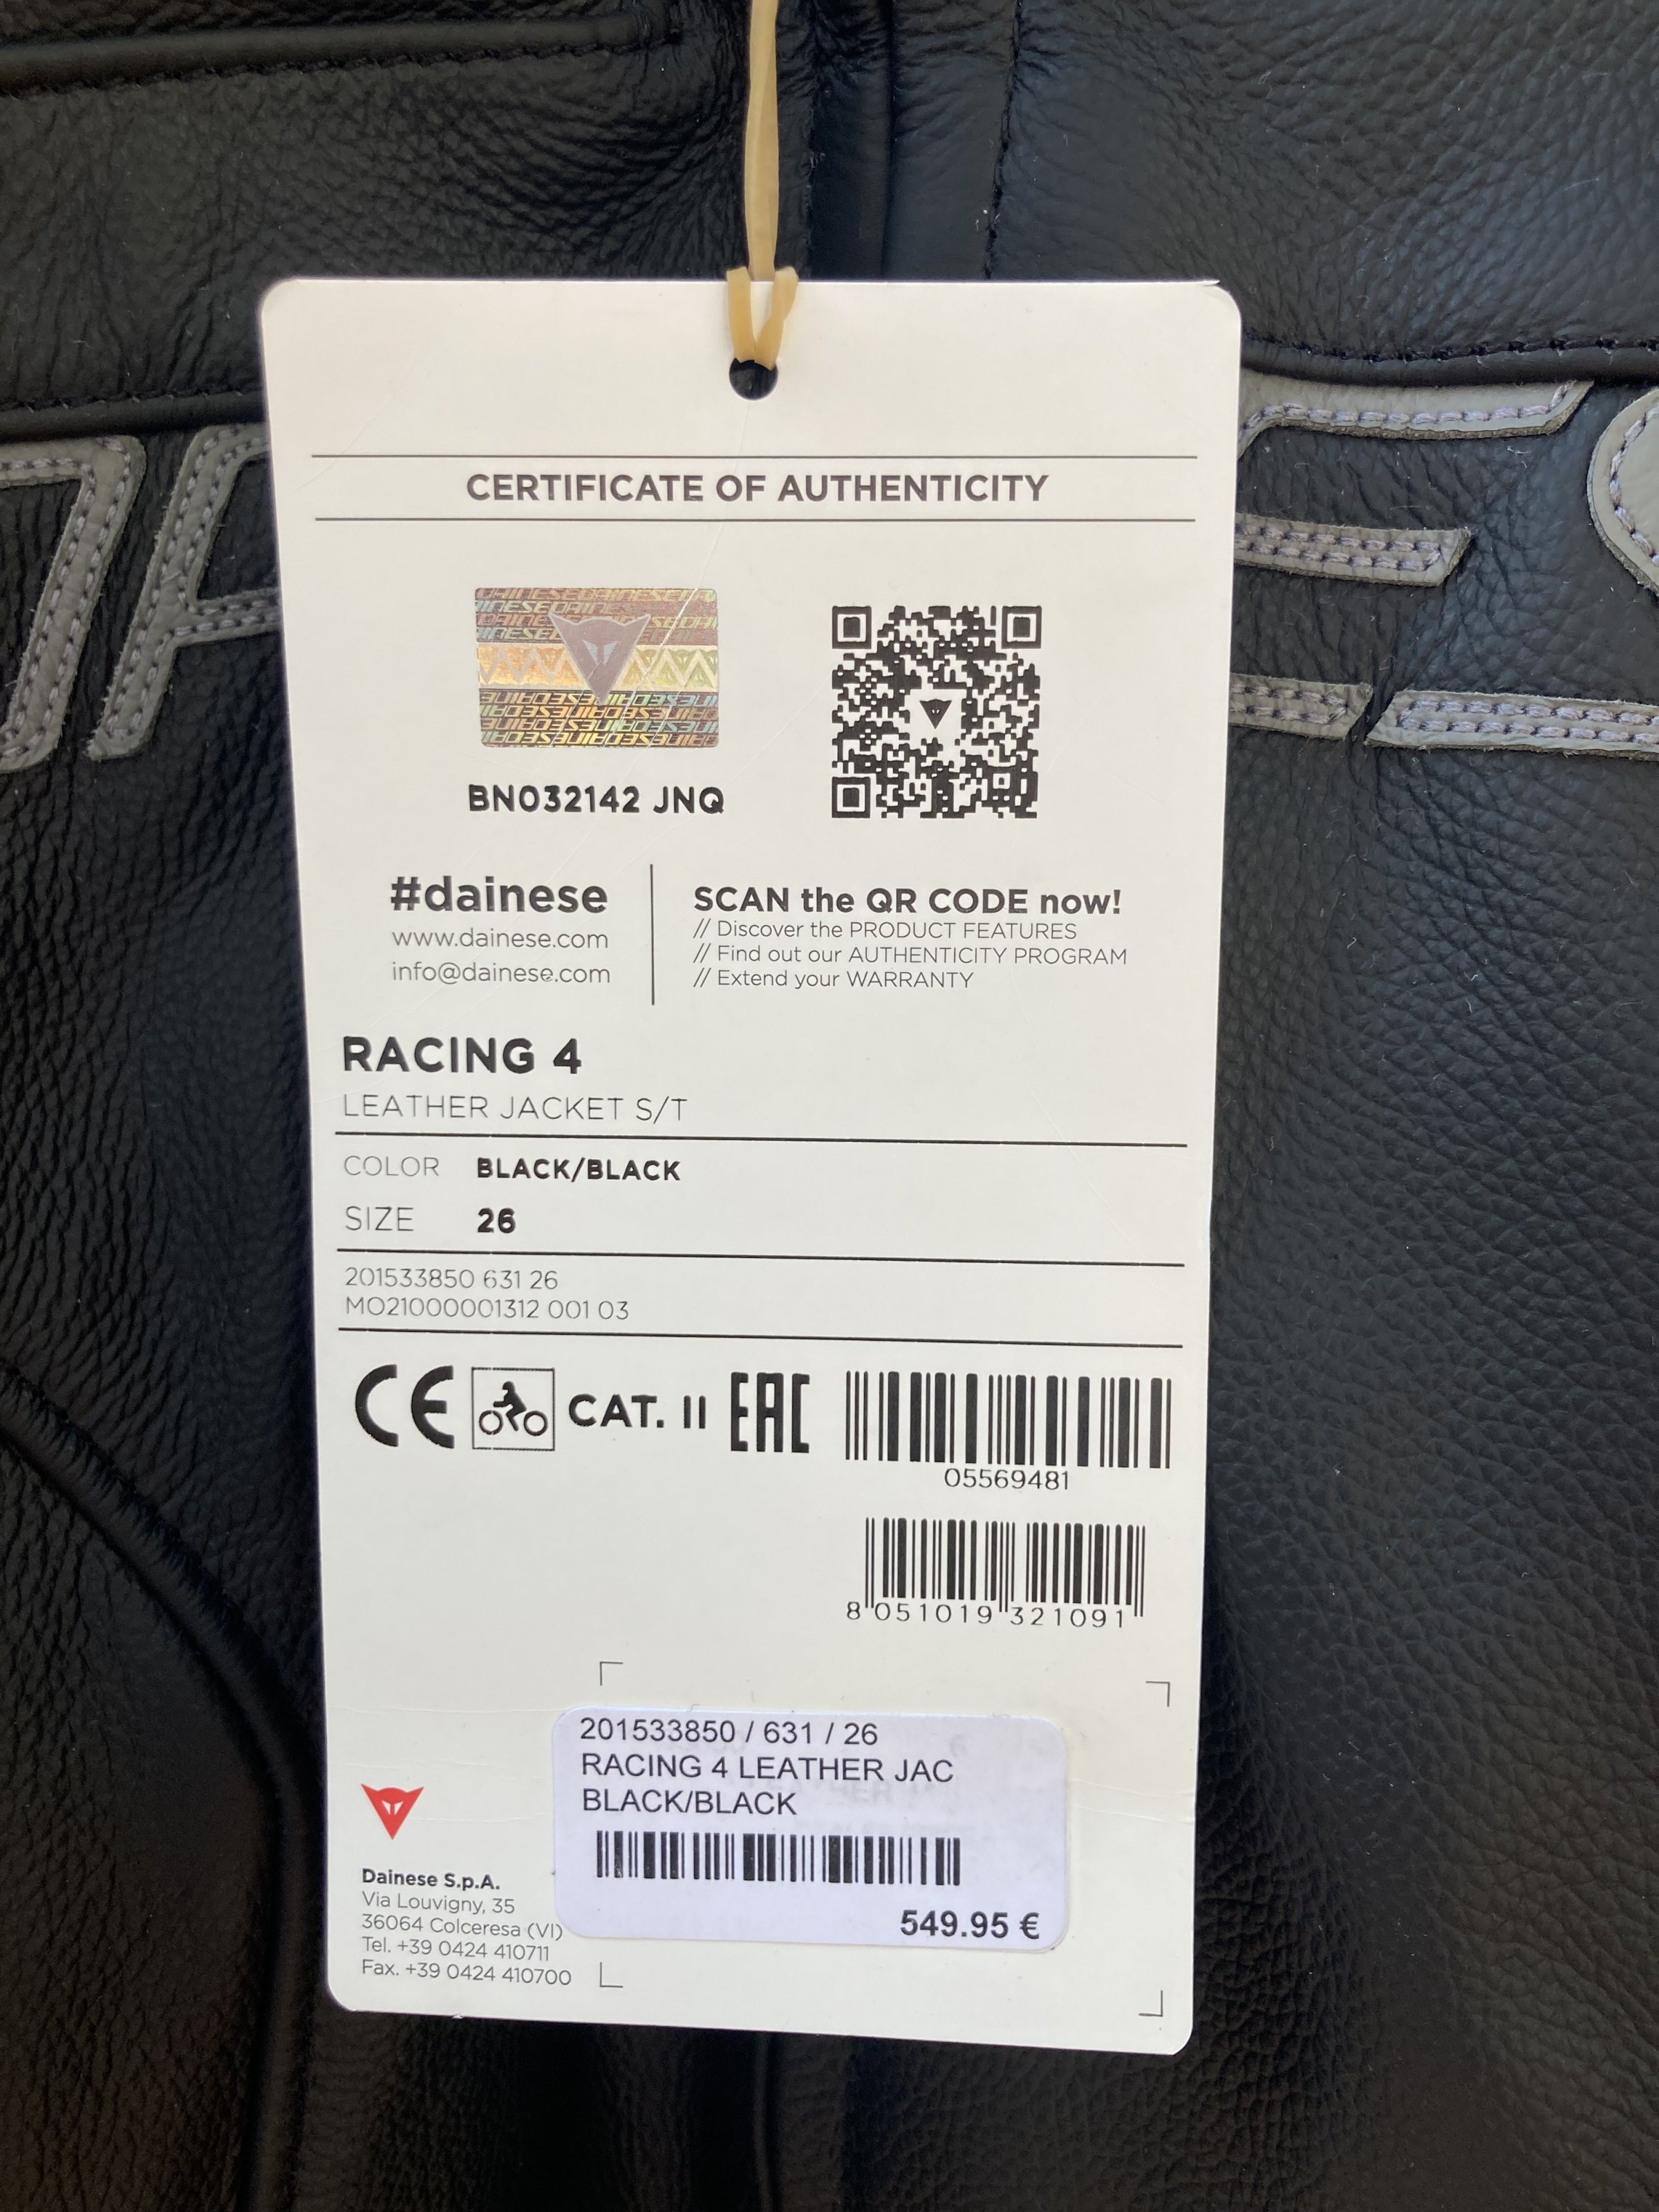 CERTIFICATE OF AUTHENTICITY
BN032142 JNQ
#dainese
www.dainese.com
info@dainese.com
SCAN the QR CODE now!
// Discover the PRODUCT FEATURES
// Find out our AUTHENTICITY PROGRAM
// Extend your WARRANTY
RACING 4
LEATHER JACKET S/T
COLOR BLACK/BLACK
SIZE 26
201533850 631 26
MO21000001312 001 03
CE CAT. II EAC
05569481
8 051019 321091
201533850 / 631 / 26
RACING 4 LEATHER JAC
BLACK/BLACK
549.95 €
Dainese S.p.A.
Via Louvigny, 35
36064 Colceresa (VI)
Tel. +39 0424 410711
Fax. +39 0424 410700